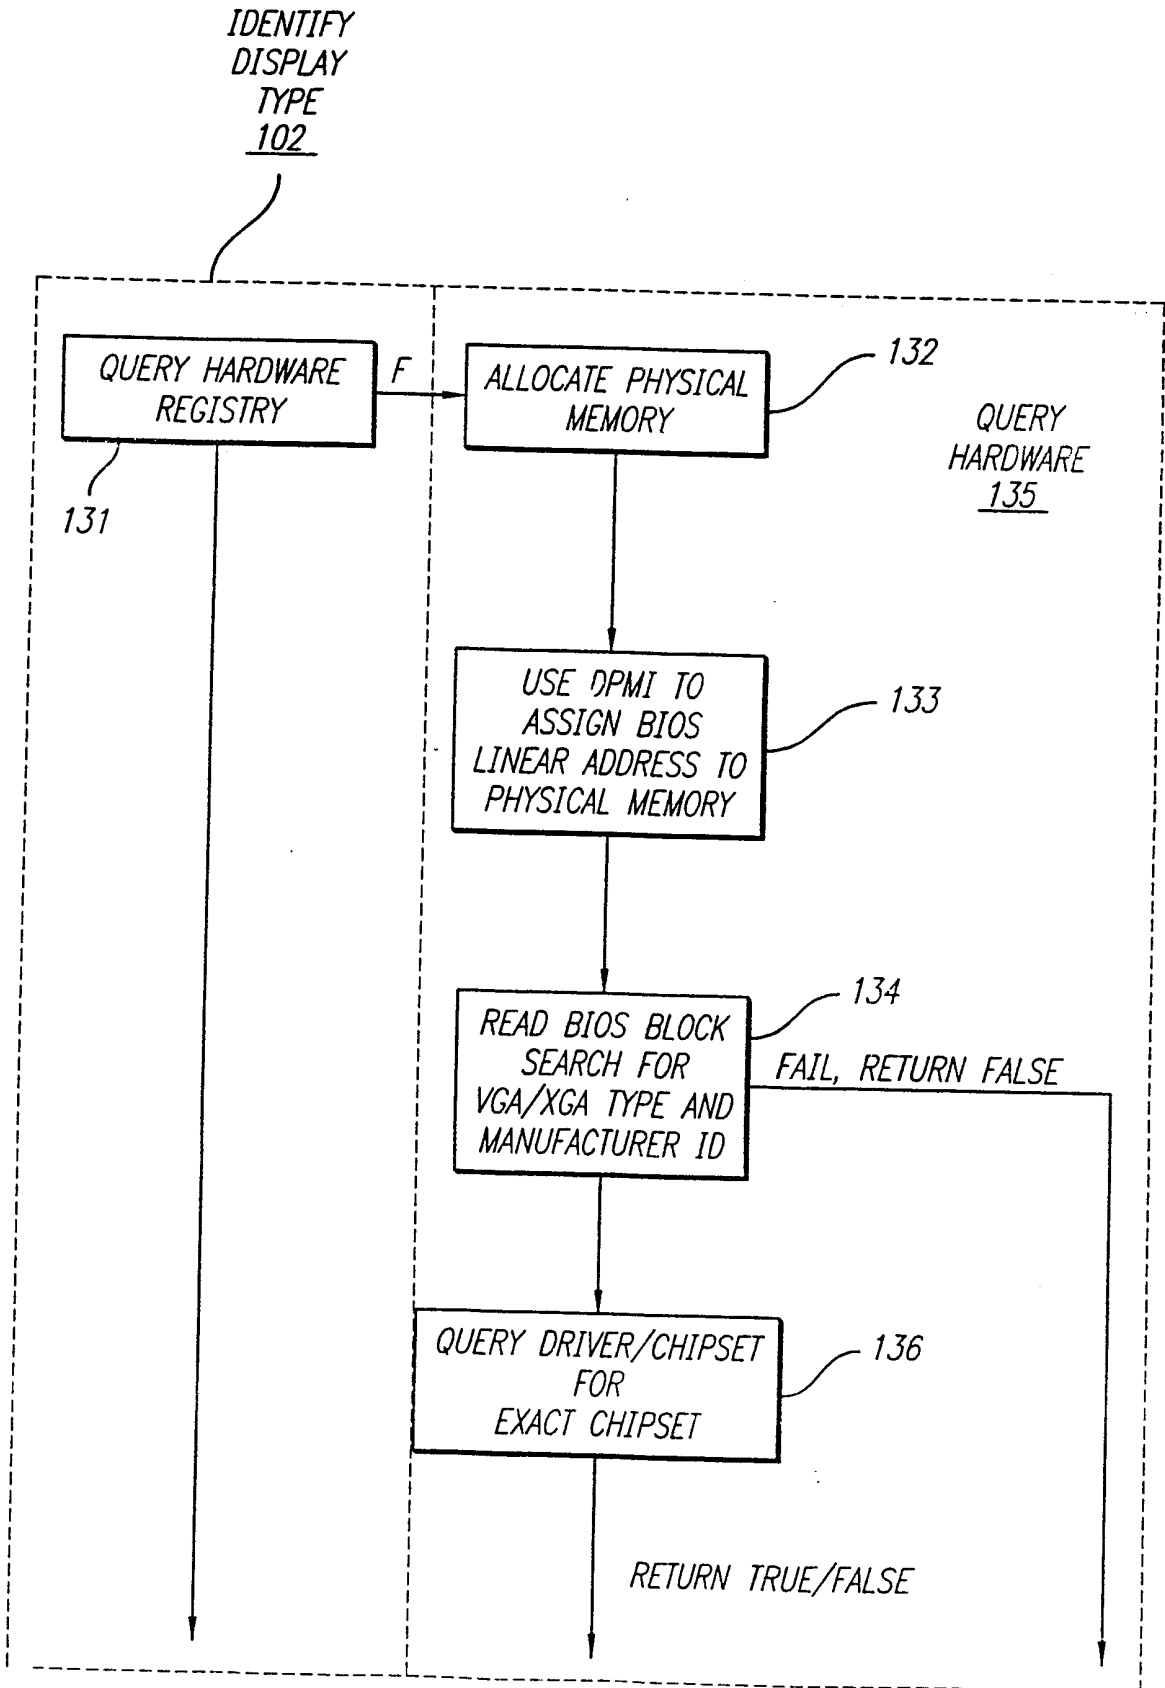 IDENTIFY
DISPLAY
TYPE
102
QUERY HARDWARE
REGISTRY
F
131
ALLOCATE PHYSICAL
MEMORY
132
QUERY
HARDWARE
135
USE DPMI TO
ASSIGN BIOS
LINEAR ADDRESS TO
PHYSICAL MEMORY
133
READ BIOS BLOCK
SEARCH FOR
VGA/XGA TYPE AND
MANUFACTURER ID
134
FAIL, RETURN FALSE
QUERY DRIVER/CHIPSET
FOR
EXACT CHIPSET
136
RETURN TRUE/FALSE